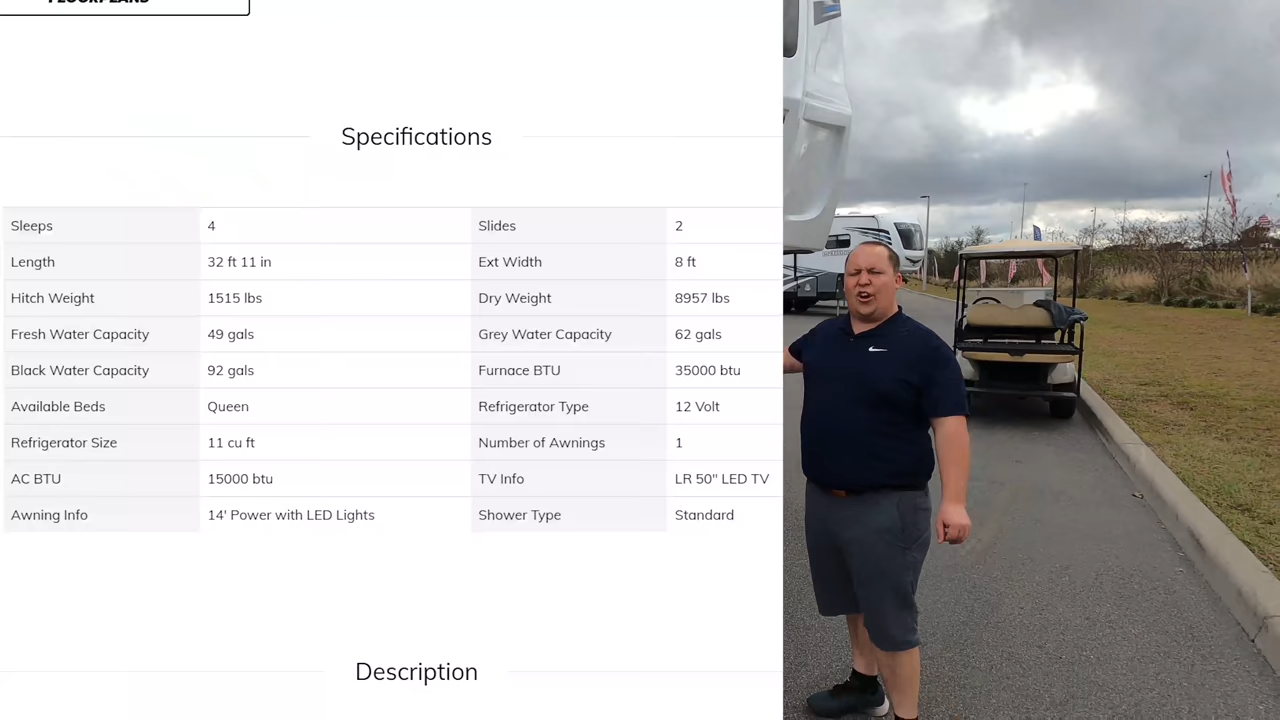 Specifications
Sleeps 4 Slides 2
Length 32 ft 11 in Ext Width 8 ft
Hitch Weight 1515 lbs Dry Weight 8957 lbs
Fresh Water Capacity 49 gals Grey Water Capacity 62 gals
Black Water Capacity 92 gals Furnace BTU 35000 btu
Available Beds Queen Refrigerator Type 12 Volt
Refrigerator Size 11 cu ft Number of Awnings 1
AC BTU 15000 btu TV Info LR 50" LED TV
Awning Info 14' Power with LED Lights Shower Type Standard
Description